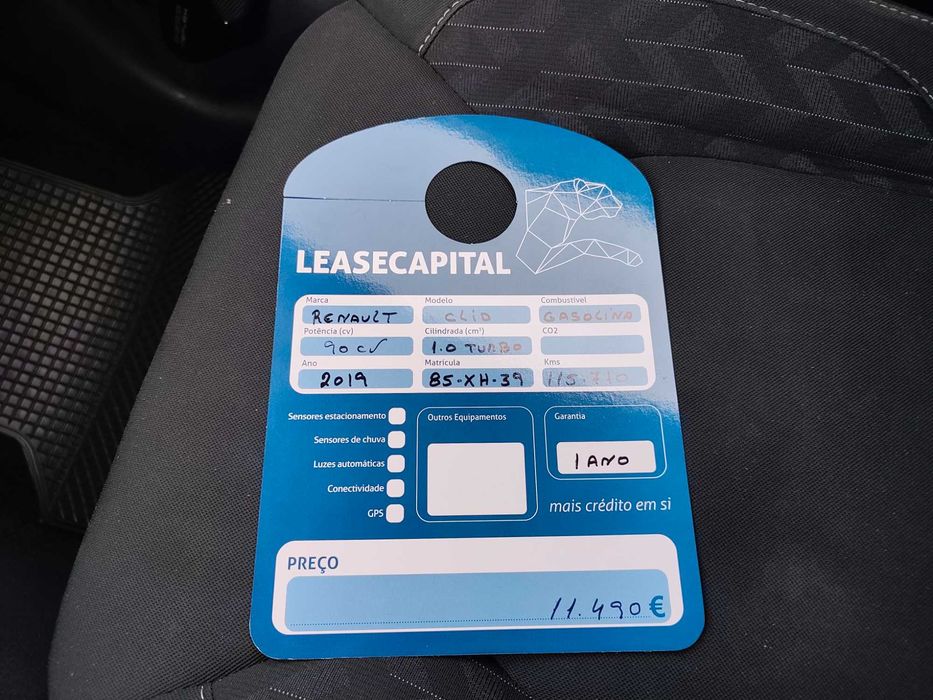 LEASECAPITAL
Marca Modelo Combustível
RENAULT CLIO GASOLINA
Potência (cv) Cilindrada (cm³) CO2
90 cv 1.0 TURBO
Ano Matrícula Kms
2019 85-XH-39 115.710
Sensores estacionamento
Sensores de chuva
Luzes automáticas
Conectividade
GPS
Outros Equipamentos
Garantia
1 ANO
mais crédito em si
PREÇO
11.490 €